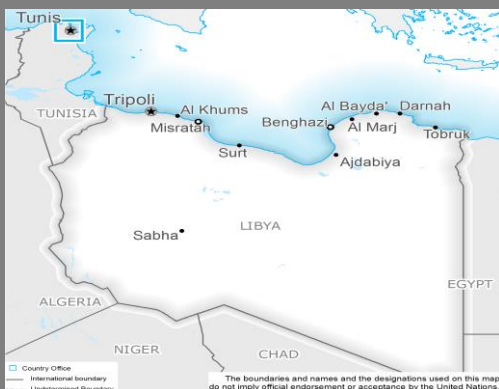 Tunis
Tripoli
Al Khums
Misratah
TUNISIA
Surt
Benghazi
Al Bayda'
Darnah
Al Marj
Tobruk
Ajdabiya
Sabha
LIBYA
EGYPT
ALGERIA
NIGER
CHAD
Country Office
International boundary
Undetermined Boundary
The boundaries and names and the designations used on this map
do not imply official endorsement or acceptance by the United Nations.